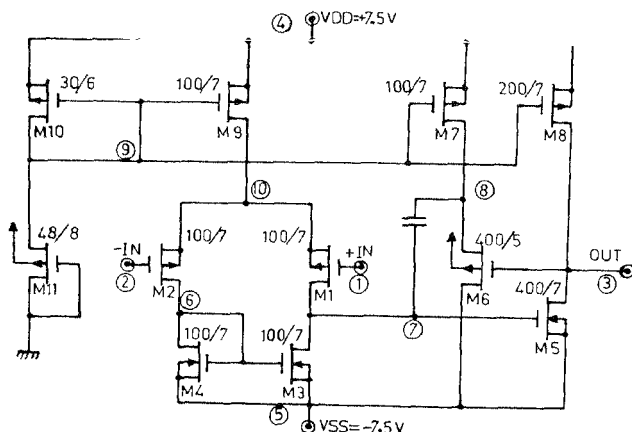 ④ VDD=+7.5V
30/6 100/7 100/7 200/7
M10 M9 M7 M8
⑨
⑩ ⑧
48/8 100/7 100/7 400/5
-IN +IN OUT
M11 ② M2 M1 ① M6 ③
⑥ 400/7
100/7 100/7 ⑦ M5
M4 M3
⑤ VSS=-7.5V